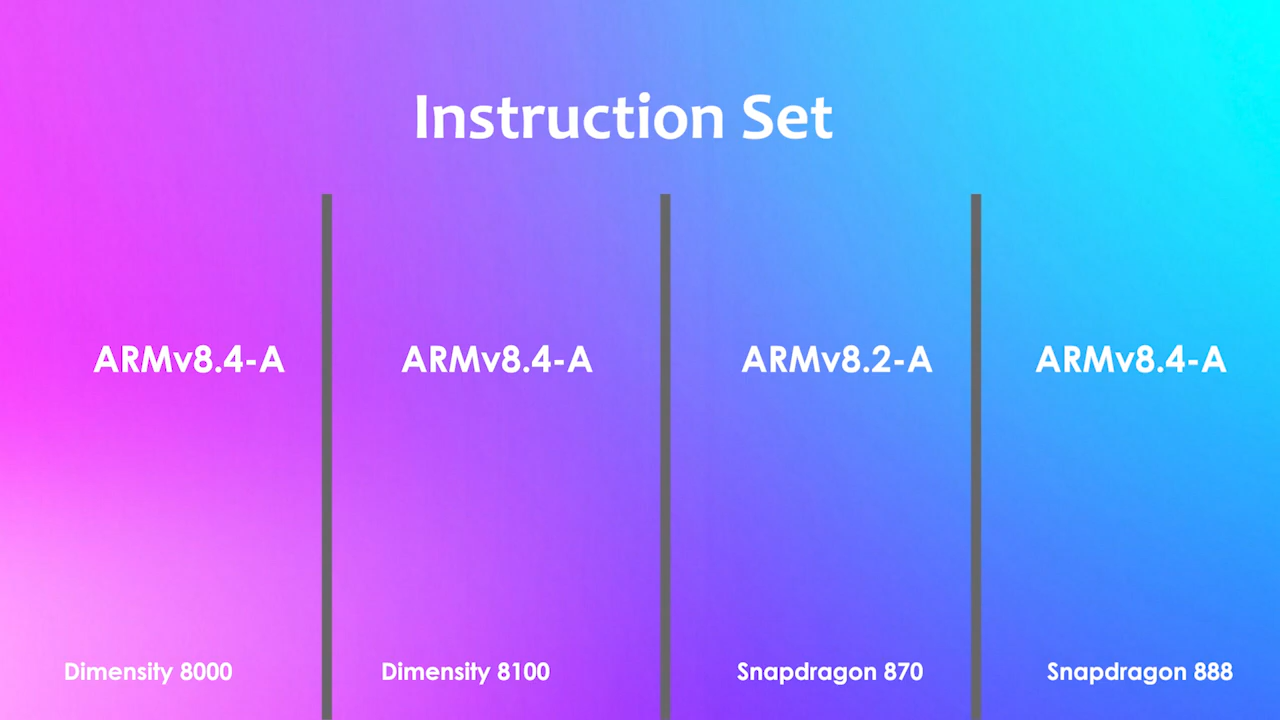 Instruction Set
ARMv8.4-A ARMv8.4-A ARMv8.2-A ARMv8.4-A
Dimensity 8000 Dimensity 8100 Snapdragon 870 Snapdragon 888